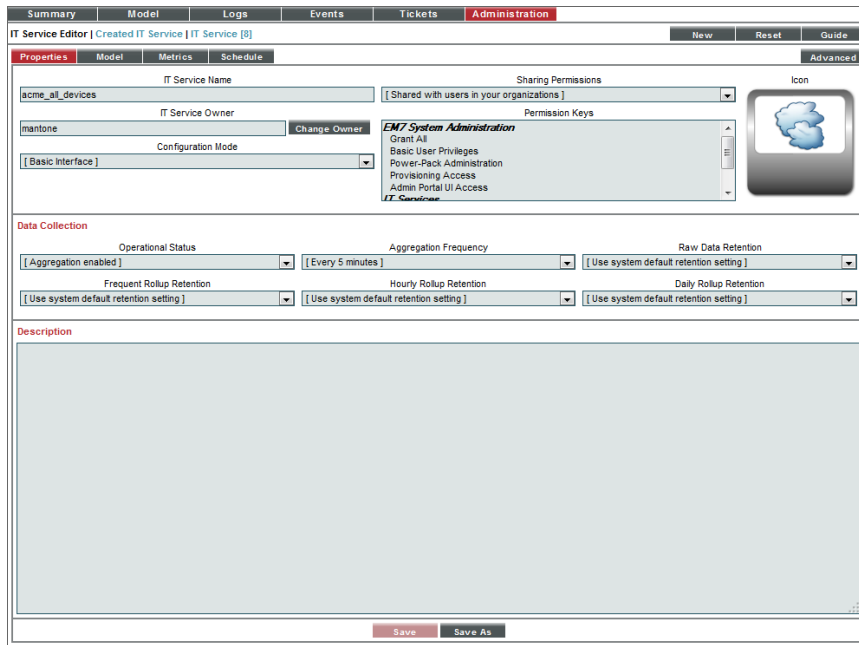 Summary Model Logs Events Tickets Administration
IT Service Editor | Created IT Service | IT Service [8] New Reset Guide
Properties Model Metrics Schedule Advanced
IT Service Name
acme_all_devices
IT Service Owner
mantone Change Owner
Configuration Mode
[ Basic Interface ]
Sharing Permissions
[ Shared with users in your organizations ]
Permission Keys
EM7 System Administration
Grant All
Basic User Privileges
Power-Pack Administration
Provisioning Access
Admin Portal UI Access
IT Services
Icon
Data Collection
Operational Status Aggregation Frequency Raw Data Retention
[ Aggregation enabled ] [ Every 5 minutes ] [ Use system default retention setting ]
Frequent Rollup Retention Hourly Rollup Retention Daily Rollup Retention
[ Use system default retention setting ] [ Use system default retention setting ] [ Use system default retention setting ]
Description
Save Save As